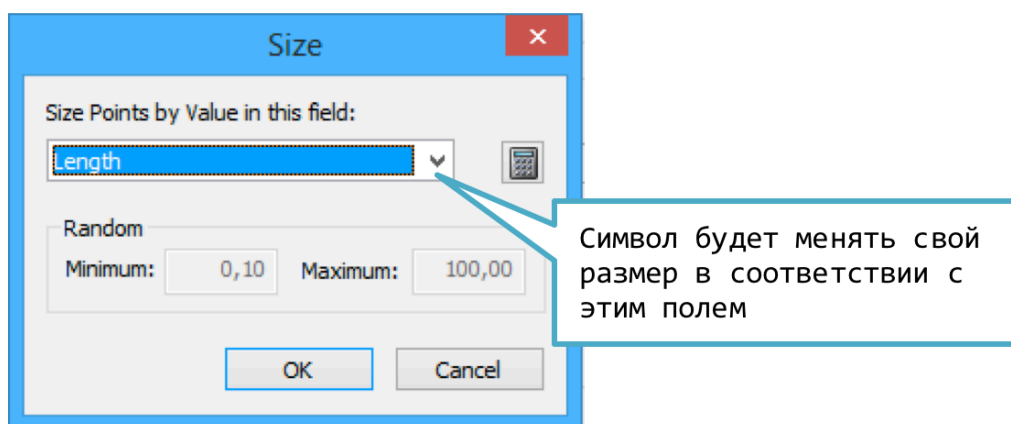 Size
Size Points by Value in this field:
Length
Random
Minimum: 0,10 Maximum: 100,00
OK Cancel
Символ будет менять свой
размер в соответствии с
этим полем